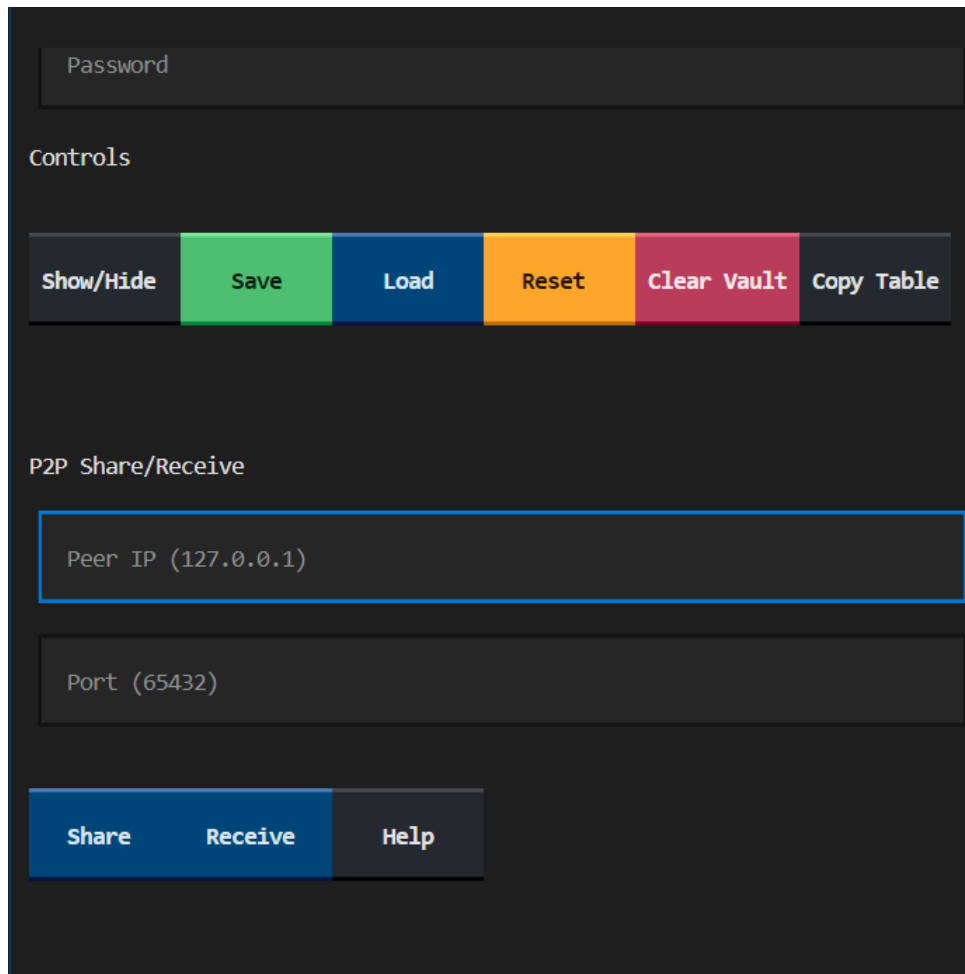 Password
Controls
Show/Hide Save Load Reset Clear Vault Copy Table
P2P Share/Receive
Peer IP (127.0.0.1)
Port (65432)
Share Receive Help